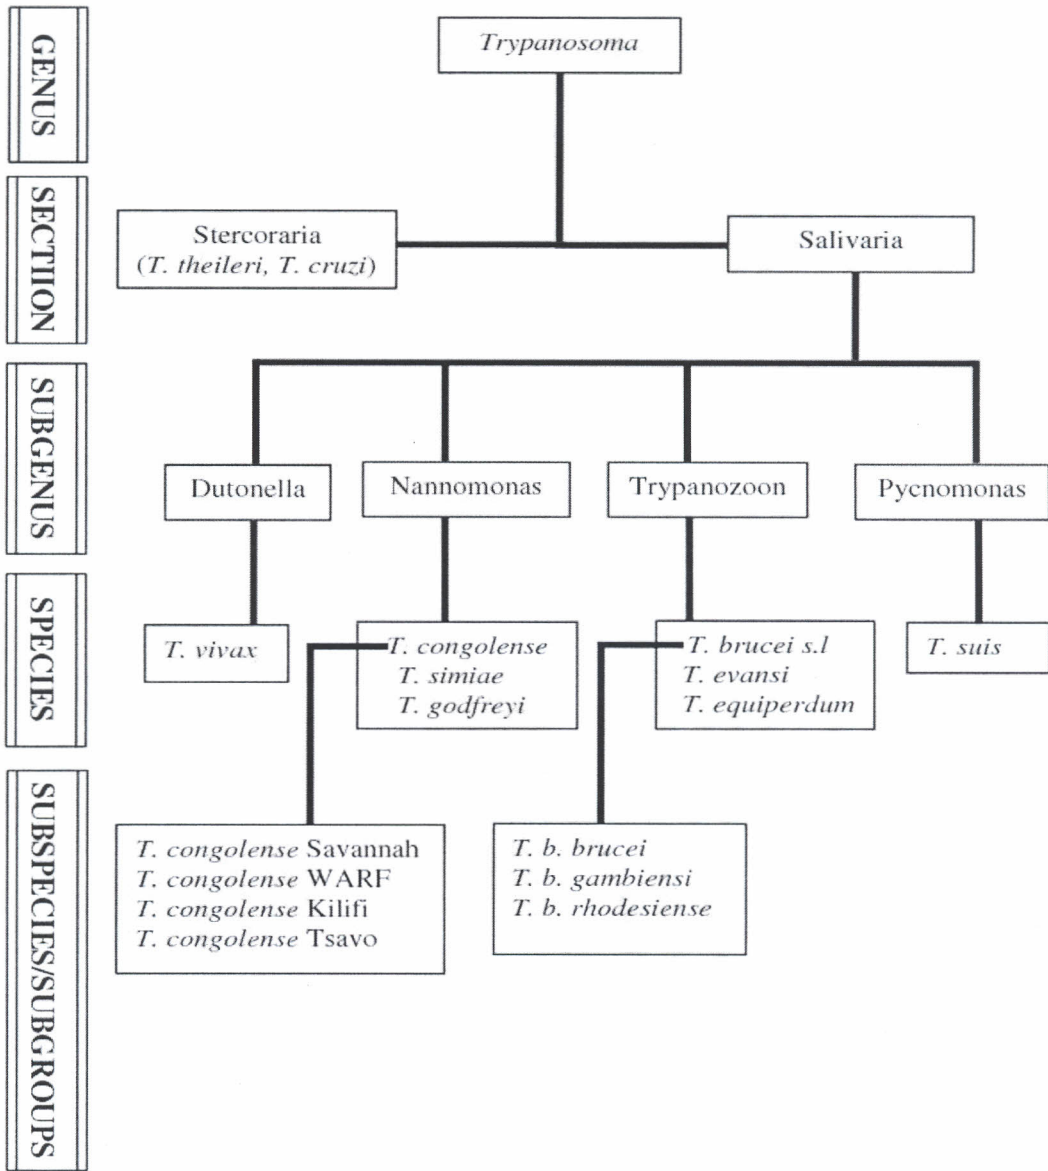 GENUS
Trypanosoma
SECTIION
Stercoraria
(T. theileri, T. cruzi)
Salivaria
SUBGENUS
Dutonella
Nannomonas
Trypanozoon
Pycnomonas
SPECIES
T. vivax
T. congolense
T. simiae
T. godfreyi
T. brucei s.l
T. evansi
T. equiperdum
T. suis
SUBSPECIES/SUBGROUPS
T. congolense Savannah
T. congolense WARF
T. congolense Kilifi
T. congolense Tsavo
T. b. brucei
T. b. gambiensi
T. b. rhodesiense